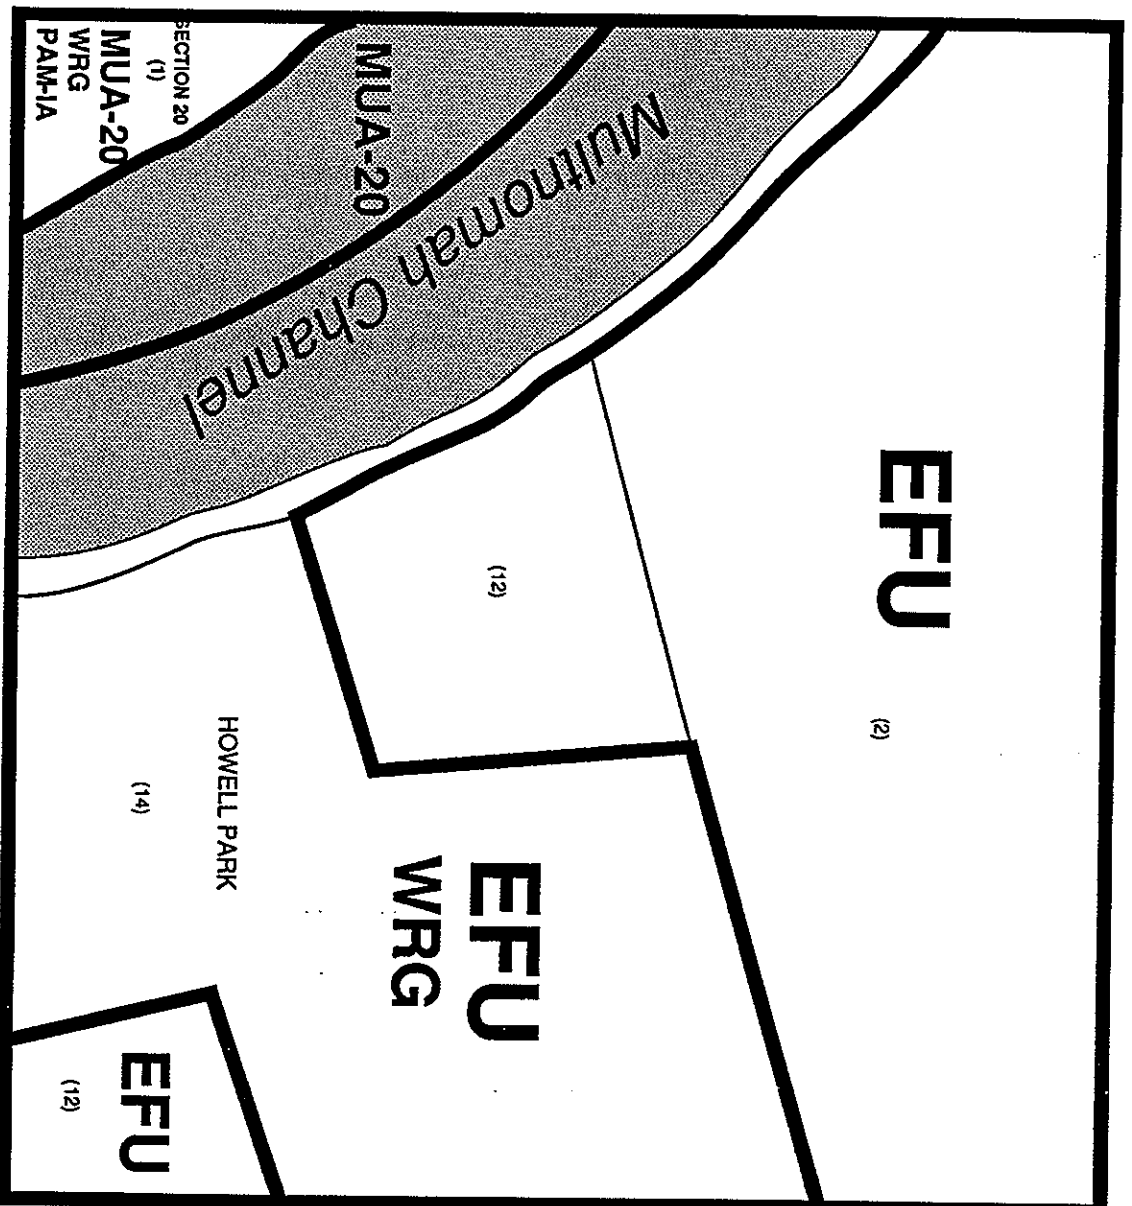 EFU
(2)
Multnomah Channel
(12)
EFU
WRG
MUA-20
HOWELL PARK
(14)
SECTION 20
(1)
MUA-20
WRG
PAM-IA
EFU
(12)